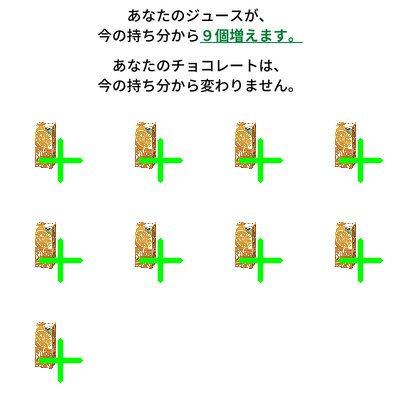 あなたのジュースが、
今の持ち分から９個増えます。
あなたのチョコレートは、
今の持ち分から変わりません。